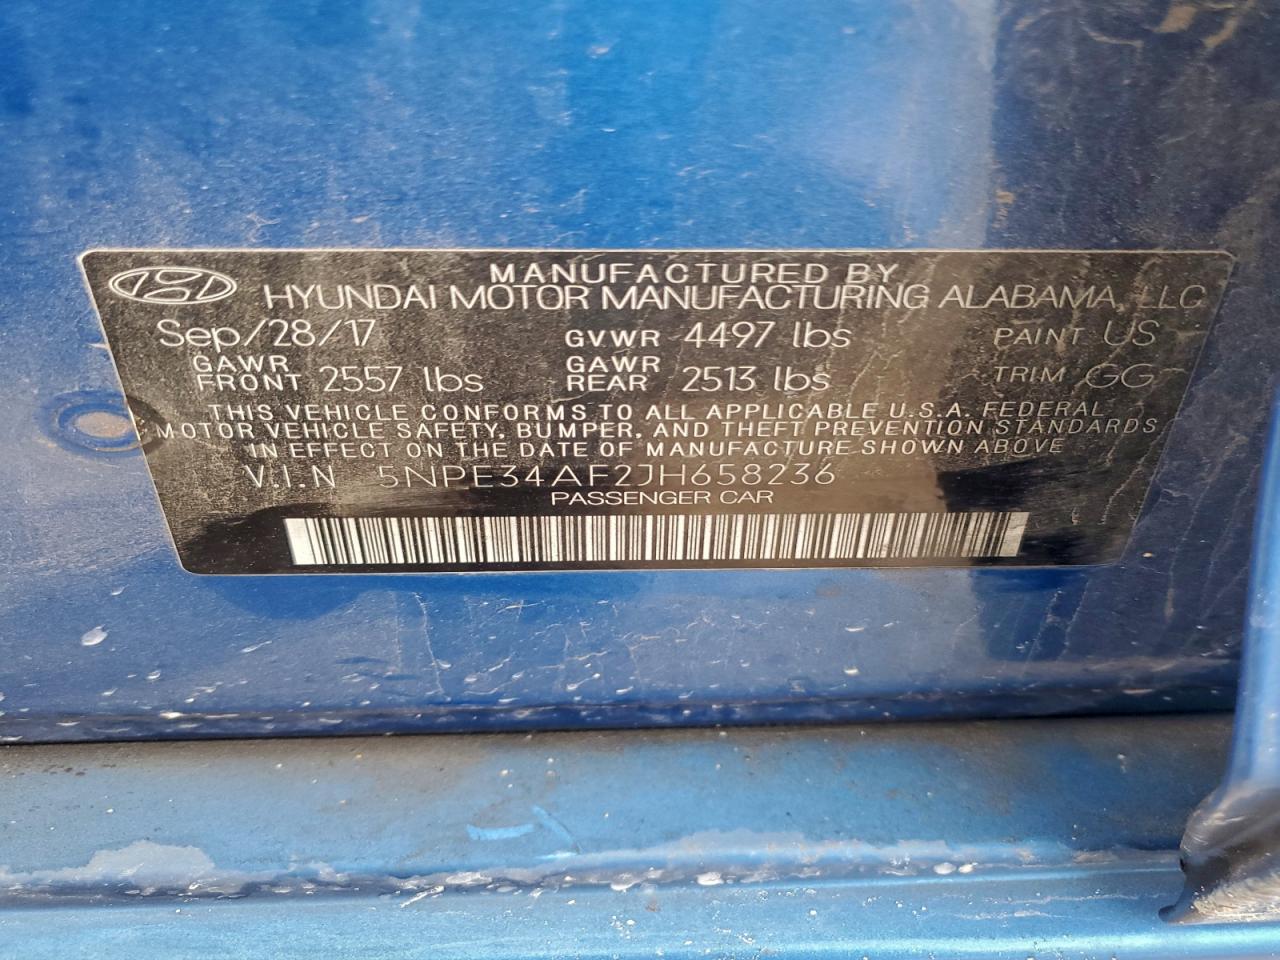 MANUFACTURED BY
HYUNDAI MOTOR MANUFACTURING ALABAMA, LLC
Sep/28/17 GVWR 4497 lbs PAINT US
GAWR FRONT 2557 lbs GAWR REAR 2513 lbs TRIM GG
THIS VEHICLE CONFORMS TO ALL APPLICABLE U.S.A. FEDERAL
MOTOR VEHICLE SAFETY, BUMPER, AND THEFT PREVENTION STANDARDS
IN EFFECT ON THE DATE OF MANUFACTURE SHOWN ABOVE
V.I.N 5NPE34AF2JH658236
PASSENGER CAR